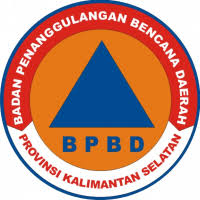 BADAN PENANGGULANGAN BENCANA DAERAH
BPBD
PROVINSI KALIMANTAN SELATAN